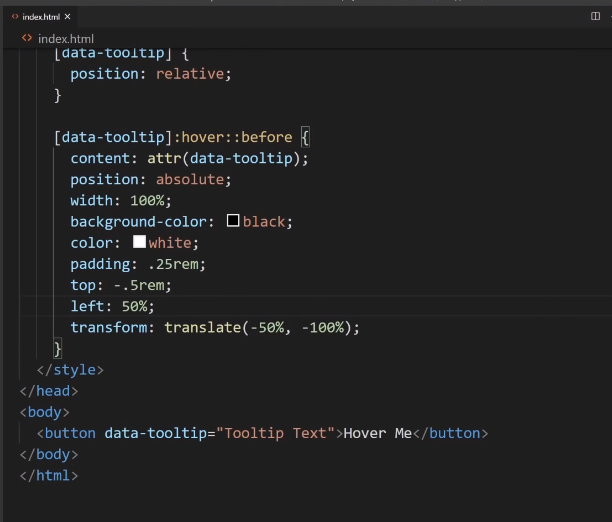 index.html
index.html
[data-tooltip] {
position: relative;
}
[data-tooltip]:hover::before {
content: attr(data-tooltip);
position: absolute;
width: 100%;
background-color: black;
color: white;
padding: .25rem;
top: -.5rem;
left: 50%;
transform: translate(-50%, -100%);
}
</style>
</head>
<body>
<button data-tooltip="Tooltip Text">Hover Me</button>
</body>
</html>